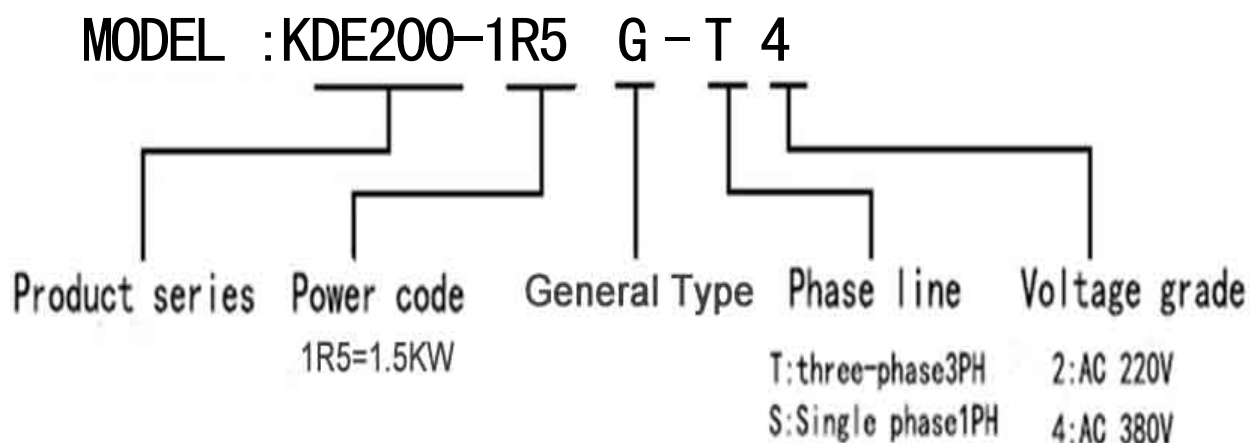 MODEL :KDE200-1R5 G-T 4
Product series Power code General Type Phase line Voltage grade
1R5=1.5KW
T:three-phase3PH 2:AC 220V
S:Single phase1PH 4:AC 380V